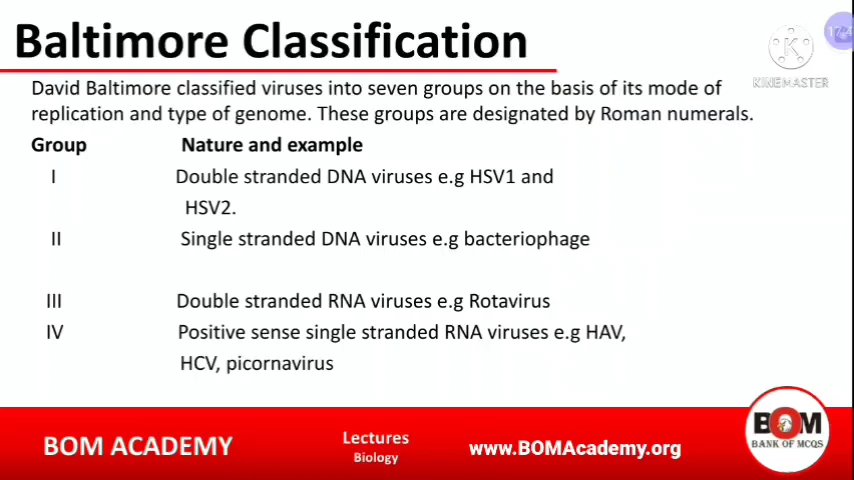 Baltimore Classification
KINEMASTER
David Baltimore classified viruses into seven groups on the basis of its mode of
replication and type of genome. These groups are designated by Roman numerals.
Group Nature and example
I Double stranded DNA viruses e.g HSV1 and
HSV2.
II Single stranded DNA viruses e.g bacteriophage
III Double stranded RNA viruses e.g Rotavirus
IV Positive sense single stranded RNA viruses e.g HAV,
HCV, picornavirus
BOM ACADEMY
Lectures
Biology
www.BOMAcademy.org
BOM
BANK OF MCQS